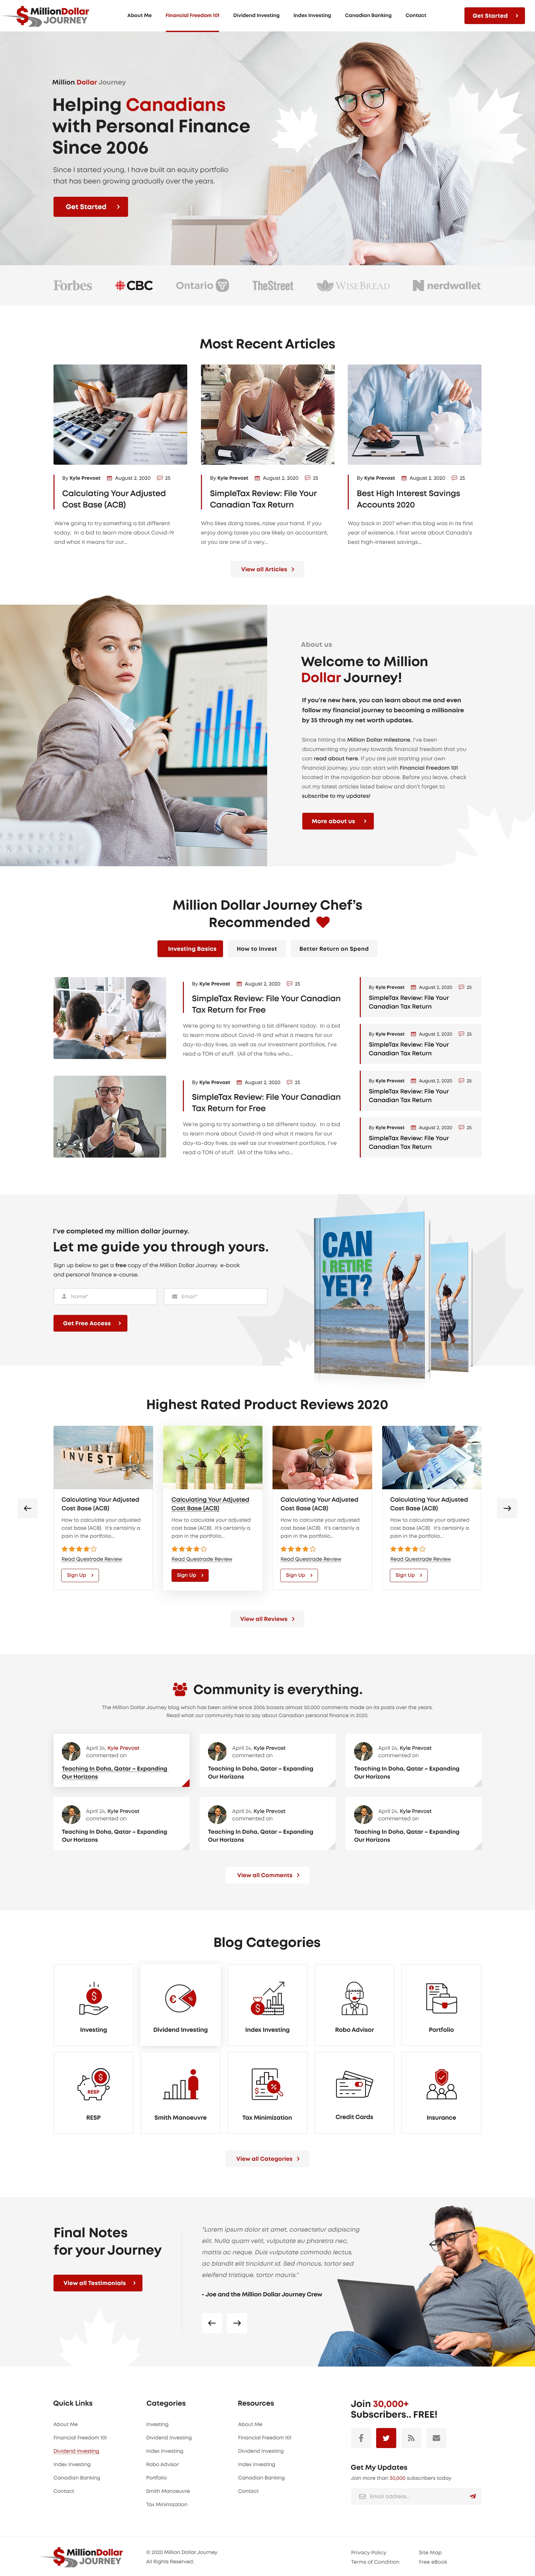 MillionDollar
JOURNEY
About Me
Financial Freedom 101
Dividend Investing
Index Investing
Canadian Banking
Contact
Get Started
Million Dollar Journey
Helping Canadians
with Personal Finance
Since 2006
Since I started young, I have built an equity portfolio
that has been growing gradually over the years.
Get Started
Forbes
CBC
Ontario
TheStreet
WISEBREAD
nerdwallet
Most Recent Articles
By Kyle Prevost August 2, 2020 25
Calculating Your Adjusted
Cost Base (ACB)
We're going to try something a bit different
today. In a bid to learn more about Covid-19
and what it means for our...
By Kyle Prevost August 2, 2020 25
SimpleTax Review: File Your
Canadian Tax Return
Who likes doing taxes, raise your hand. If you
enjoy doing taxes you are likely an accountant,
or you are one of a very...
By Kyle Prevost August 2, 2020 25
Best High Interest Savings
Accounts 2020
Way back in 2007 when this blog was in its first
year of existence, I first wrote about Canada's
best high-interest savings...
View all Articles
About us
Welcome to Million
Dollar Journey!
If you're new here, you can learn about me and even
follow my financial journey to becoming a millionaire
by 35 through my net worth updates.
Since hitting the Million Dollar milestone. I've been
documenting my journey towards financial freedom that you
can read about here. If you are just starting your own
financial journey, you can start with Financial Freedom 101
located in the navigation bar above. Before you leave, check
out my latest articles listed below and don't forget to
subscribe to my updates!
More about us
Million Dollar Journey Chef's
Recommended
Investing Basics
How to Invest
Better Return on Spend
By Kyle Prevost August 2, 2020 25
SimpleTax Review: File Your Canadian
Tax Return for Free
We're going to try something a bit different today. In a bid
to learn more about Covid-19 and what it means for our
day-to-day lives, as well as our investment portfolios, I've
read a TON of stuff. (All of the folks who...
By Kyle Prevost August 2, 2020 25
SimpleTax Review: File Your Canadian
Tax Return for Free
We're going to try something a bit different today. In a bid
to learn more about Covid-19 and what it means for our
day-to-day lives, as well as our investment portfolios, I've
read a TON of stuff. (All of the folks who...
By Kyle Prevost August 2, 2020 25
SimpleTax Review: File Your
Canadian Tax Return
By Kyle Prevost August 2, 2020 25
SimpleTax Review: File Your
Canadian Tax Return
By Kyle Prevost August 2, 2020 25
SimpleTax Review: File Your
Canadian Tax Return
By Kyle Prevost August 2, 2020 25
SimpleTax Review: File Your
Canadian Tax Return
I've completed my million dollar journey.
Let me guide you through yours.
Sign up below to get a free copy of the Million Dollar Journey e-book
and personal finance e-course.
Name*
Email*
Get Free Access
CAN
I RETIRE
YET?
Highest Rated Product Reviews 2020
INVEST
Calculating Your Adjusted
Cost Base (ACB)
How to calculate your adjusted
cost base (ACB). It's certainly a
pain in the portfolio...
Read Questrade Review
Sign Up
Calculating Your Adjusted
Cost Base (ACB)
How to calculate your adjusted
cost base (ACB). It's certainly a
pain in the portfolio...
Read Questrade Review
Sign Up
Calculating Your Adjusted
Cost Base (ACB)
How to calculate your adjusted
cost base (ACB). It's certainly a
pain in the portfolio...
Read Questrade Review
Sign Up
Calculating Your Adjusted
Cost Base (ACB)
How to calculate your adjusted
cost base (ACB). It's certainly a
pain in the portfolio...
Read Questrade Review
Sign Up
View all Reviews
Community is everything.
The Million Dollar Journey blog which has been online since 2006 boasts almost 50,000 comments made on its posts over the years.
Read what our community has to say about Canadian personal finance in 2020.
April 24, Kyle Prevost
commented on
Teaching In Doha, Qatar – Expanding
Our Horizons
April 24, Kyle Prevost
commented on
Teaching In Doha, Qatar – Expanding
Our Horizons
April 24, Kyle Prevost
commented on
Teaching In Doha, Qatar – Expanding
Our Horizons
April 24, Kyle Prevost
commented on
Teaching In Doha, Qatar – Expanding
Our Horizons
April 24, Kyle Prevost
commented on
Teaching In Doha, Qatar – Expanding
Our Horizons
April 24, Kyle Prevost
commented on
Teaching In Doha, Qatar – Expanding
Our Horizons
View all Comments
Blog Categories
Investing
Dividend Investing
Index Investing
Robo Advisor
Portfolio
RESP
RESP
Smith Manoeuvre
Tax Minimization
Credit Cards
Insurance
View all Categories
Final Notes
for your Journey
View all Testimonials
"Lorem ipsum dolor sit amet, consectetur adipiscing
elit. Nulla quam velit, vulputate eu pharetra nec,
mattis ac neque. Duis vulputate commodo lectus,
ac blandit elit tincidunt id. Sed rhoncus, tortor sed
eleifend tristique, tortor mauris."
- Joe and the Million Dollar Journey Crew
Quick Links
About Me
Financial Freedom 101
Dividend Investing
Index Investing
Canadian Banking
Contact
Categories
Investing
Dividend Investing
Index Investing
Robo Advisor
Portfolio
Smith Manoeuvre
Tax Minimization
Resources
About Me
Financial Freedom 101
Dividend Investing
Index Investing
Canadian Banking
Contact
Join 30,000+
Subscribers.. FREE!
Get My Updates
Join more than 30,000 subscribers today
Email address...
MillionDollar
JOURNEY
© 2020 Million Dollar Journey.
All Rights Reserved.
Privacy Policy
Terms of Condition
Site Map
Free eBook